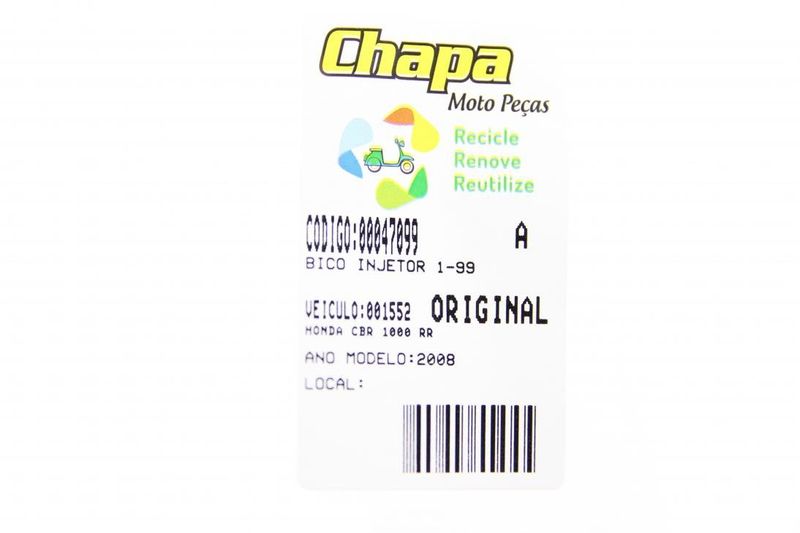 Chapa
Moto Peças
Recicle
Renove
Reutilize
CODIGO:00047099 A
BICO INJETOR 1-99
VEICULO:001552 ORIGINAL
HONDA CBR 1000 RR
ANO MODELO:2008
LOCAL: